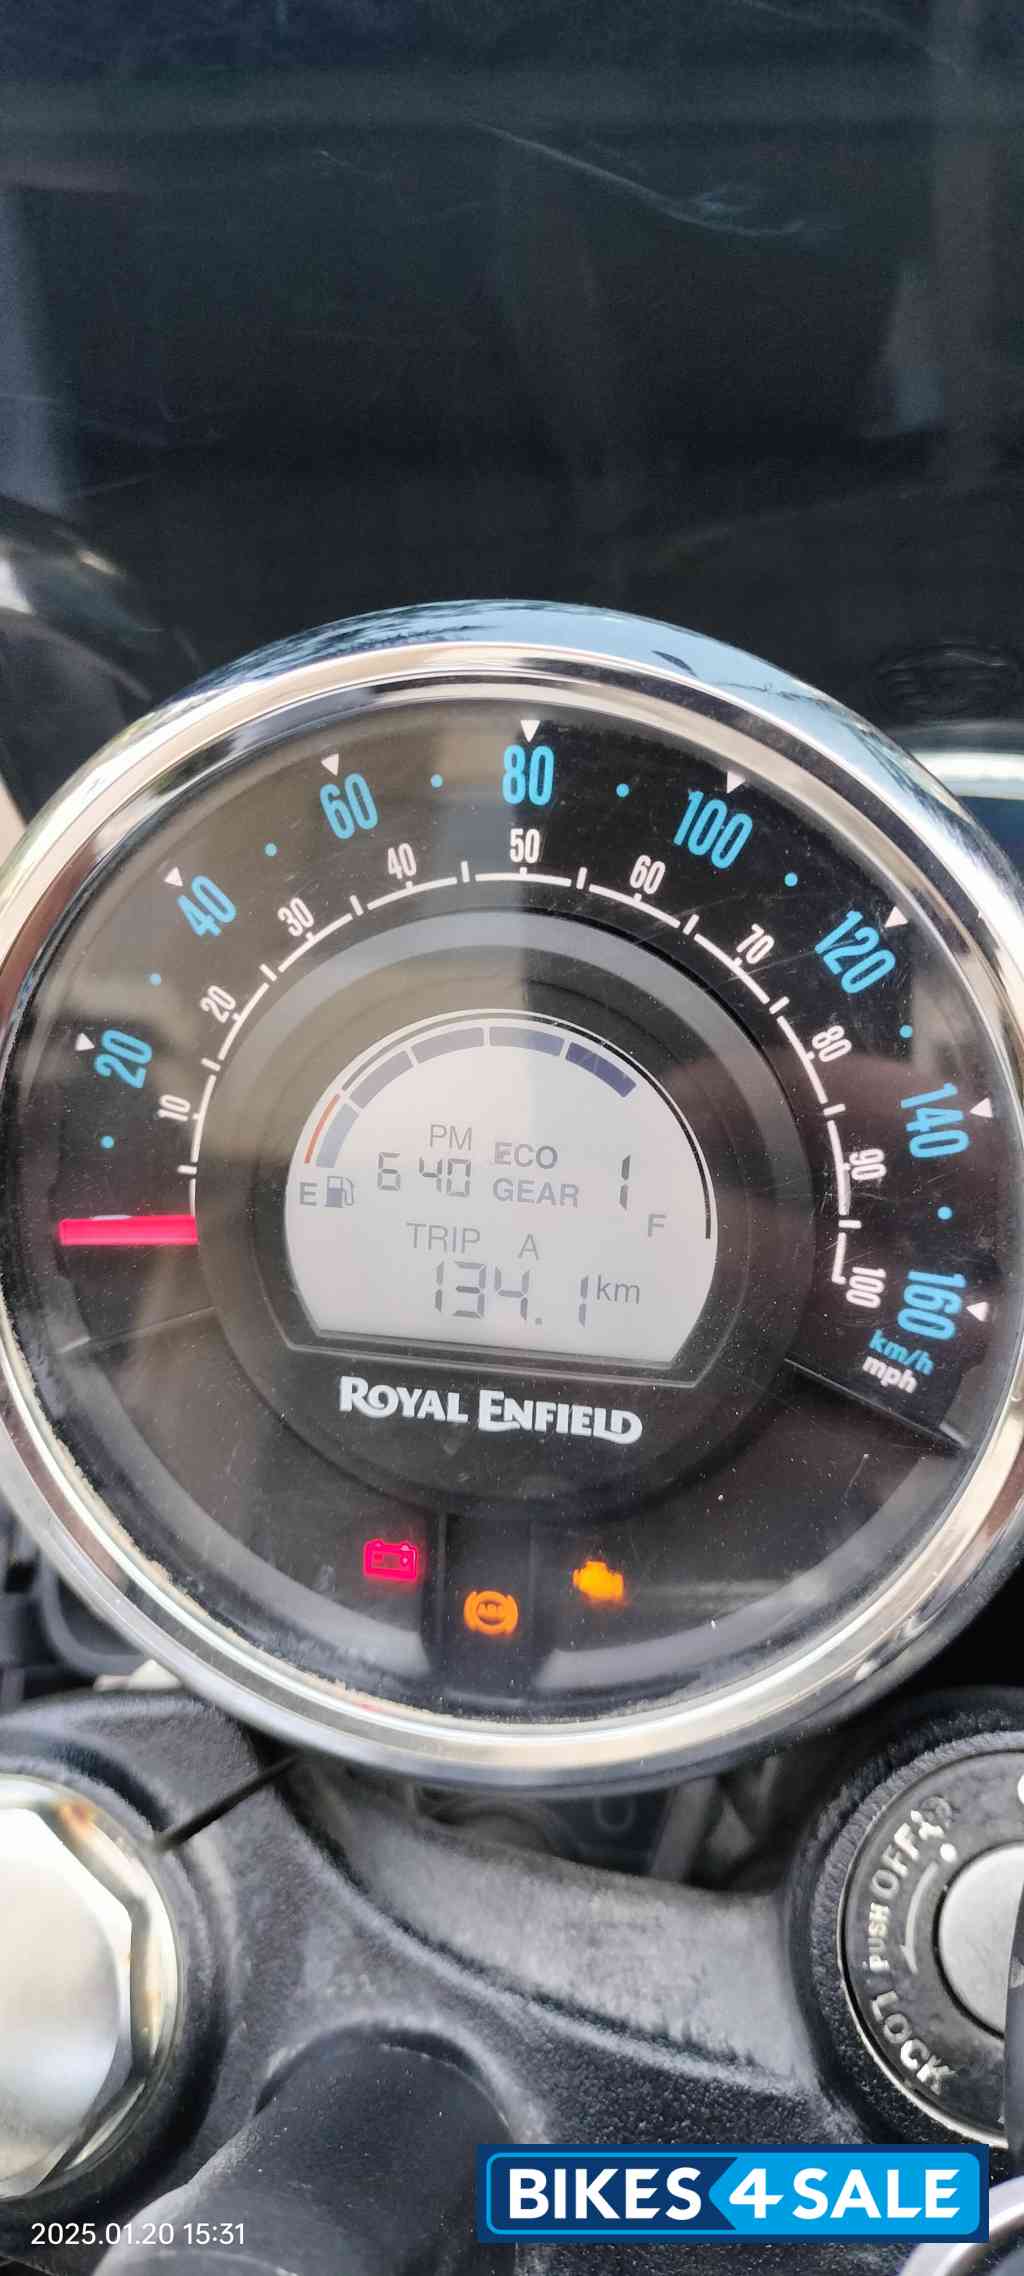 80
60
100
40
120
20
140
160
km/h
mph
50
40
60
30
70
20
80
10
90
100
PM ECO
6 40 GEAR 1
E
F
TRIP A
134.1 km
ROYAL ENFIELD
ABS
OFF
PUSH
LOCK
BIKES4SALE
2025.01.20 15:31